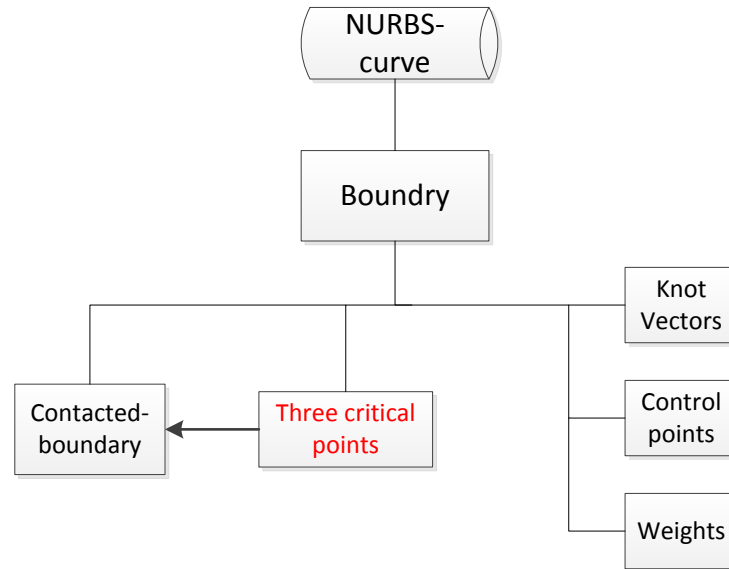 NURBS-
curve
Boundry
Knot
Vectors
Contacted-
boundary
Three critical
points
Control
points
Weights